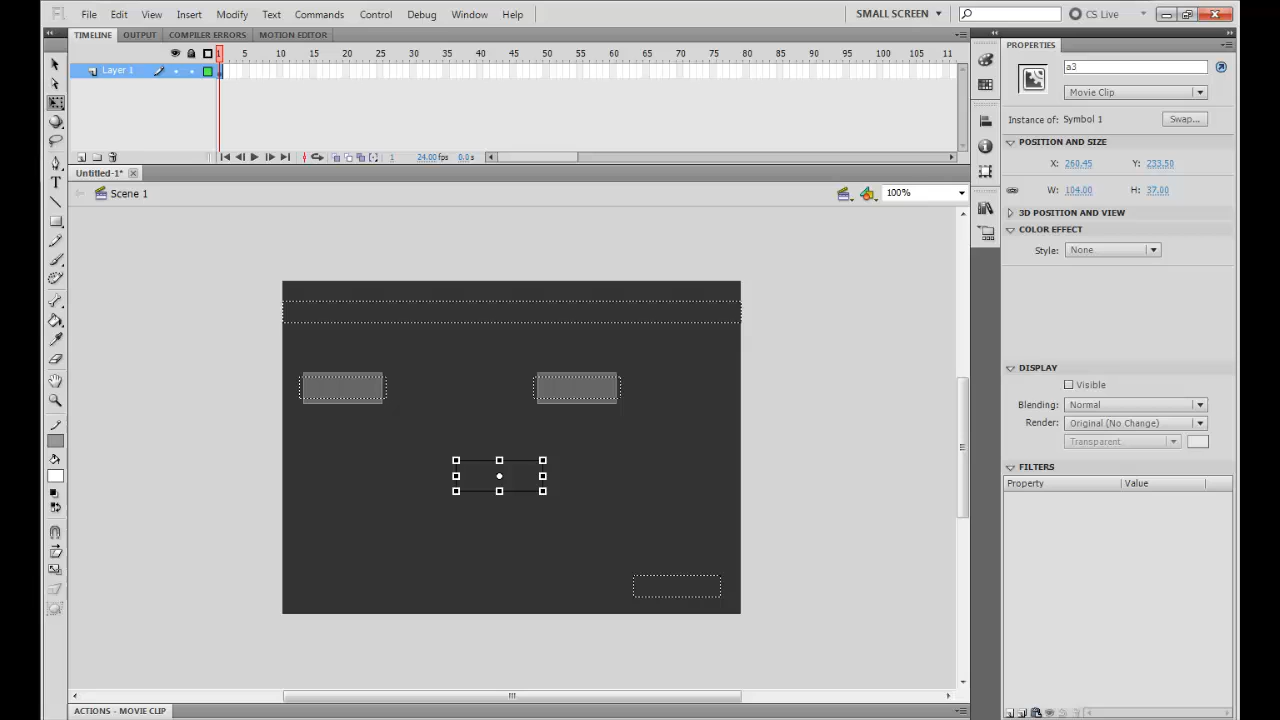 Fl File Edit View Insert Modify Text Commands Control Debug Window Help SMALL SCREEN CS Live
TIMELINE OUTPUT COMPILER ERRORS MOTION EDITOR
1 5 10 15 20 25 30 35 40 45 50 55 60 65 70 75 80 85 90 95 100 105 11
Layer 1
1 24.00 fps 0.0 s
Untitled-1*
Scene 1 100%
ACTIONS - MOVIE CLIP
PROPERTIES
a3
Movie Clip
Instance of: Symbol 1 Swap...
POSITION AND SIZE
X: 260.45 Y: 233.50
W: 104.00 H: 37.00
3D POSITION AND VIEW
COLOR EFFECT
Style: None
DISPLAY
Visible
Blending: Normal
Render: Original (No Change)
Transparent
FILTERS
Property Value